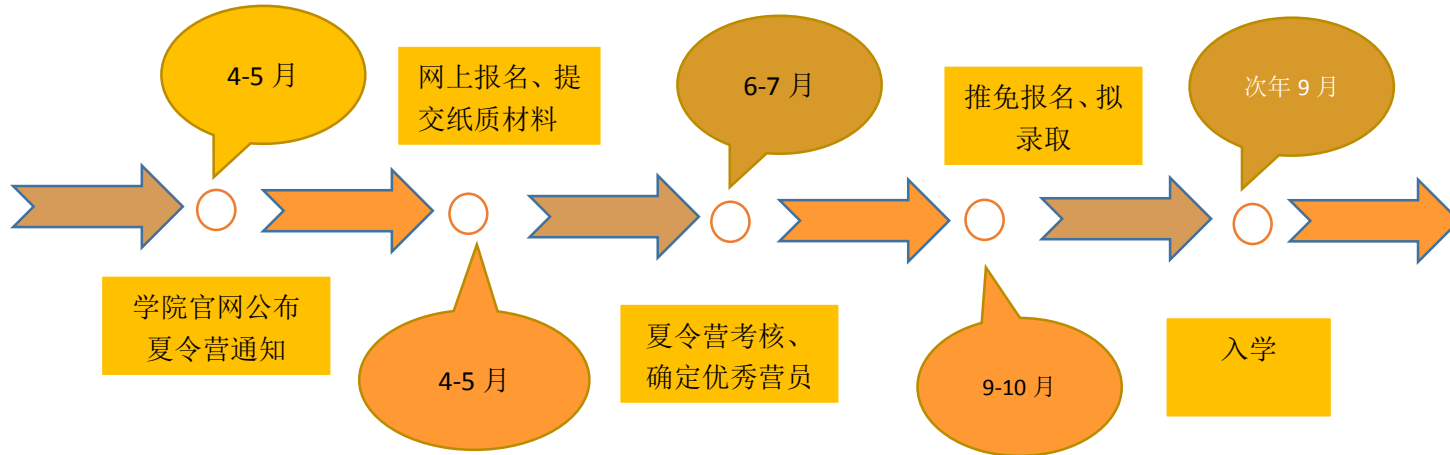 4-5 月
网上报名、提
交纸质材料
6-7 月
推免报名、拟
录取
次年 9 月
学院官网公布
夏令营通知
4-5 月
夏令营考核、
确定优秀营员
9-10 月
入学